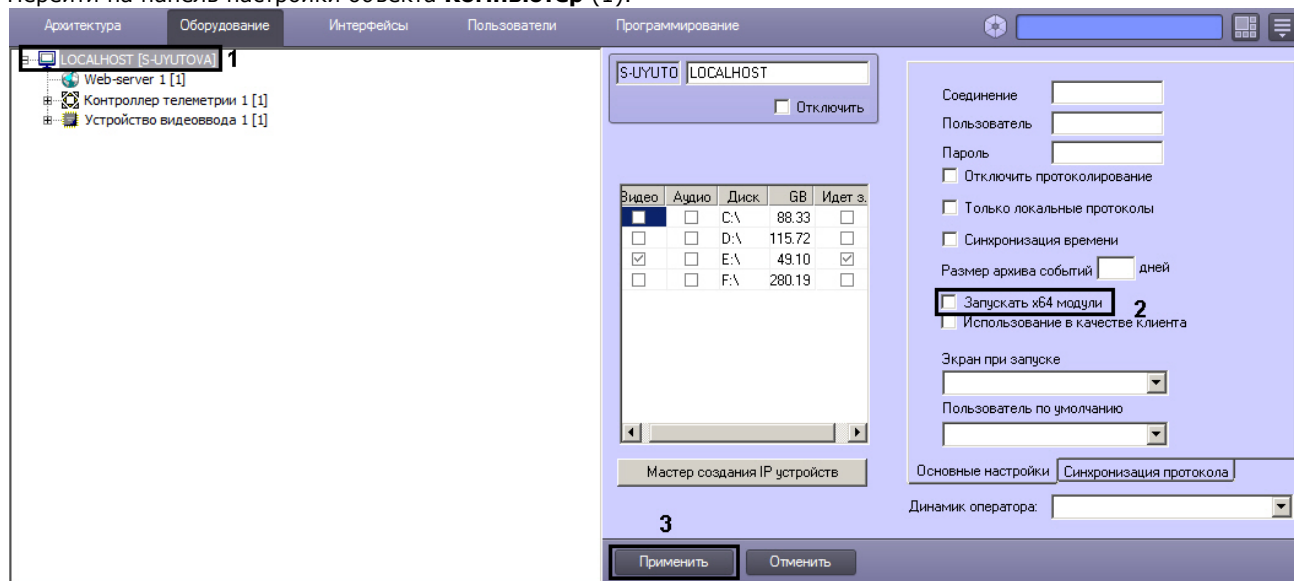 Перейти на панель настройки объекта Компьютер (1).
Архитектура Оборудование Интерфейсы Пользователи Программирование
LOCALHOST [S-UYUTOVA] 1
Web-server 1 [1]
Контроллер телеметрии 1 [1]
Устройство видеоввода 1 [1]
S-UYUTO LOCALHOST
Отключить
Видео Аудио Диск GB Идет з.
C:\ 88.33
D:\ 115.72
E:\ 49.10
F:\ 280.19
Мастер создания IP устройств
Соединение
Пользователь
Пароль
Отключить протоколирование
Только локальные протоколы
Синхронизация времени
Размер архива событий дней
Запускать x64 модули 2
Использование в качестве клиента
Экран при запуске
Пользователь по умолчанию
Основные настройки Синхронизация протокола
Динамик оператора:
3
Применить Отменить